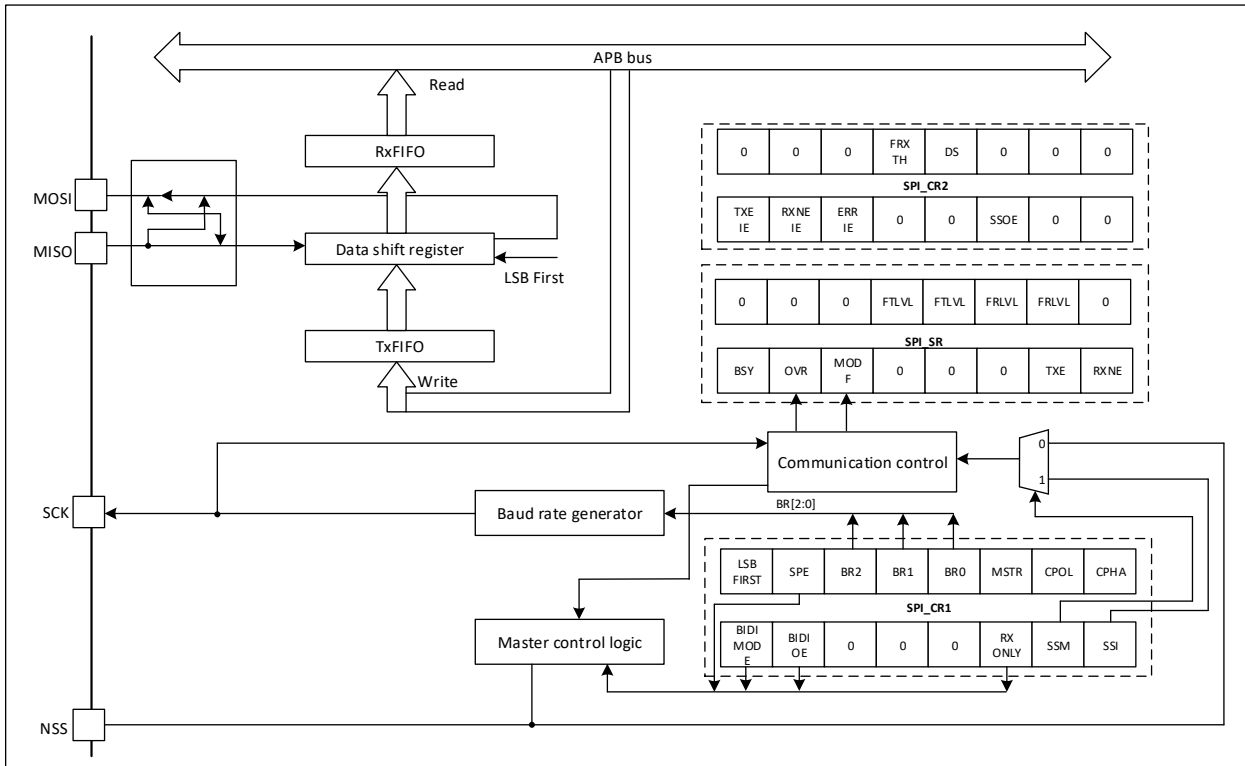 APB bus
Read
RxFIFO
MOSI
MISO
Data shift register
LSB First
TxFIFO
Write
0 0 0 FRX TH DS 0 0 0
SPI_CR2
TXE IE RXNE IE ERR IE 0 0 SSOE 0 0
0 0 0 FTLVL FTLVL FRLVL FRLVL 0
SPI_SR
BSY OVR MOD F 0 0 0 TXE RXNE
Communication control
0
1
SCK
Baud rate generator
BR[2:0]
LSB FIRST SPE BR2 BR1 BR0 MSTR CPOL CPHA
SPI_CR1
BIDI MOD E BIDI OE 0 0 0 RX ONLY SSM SSI
Master control logic
NSS